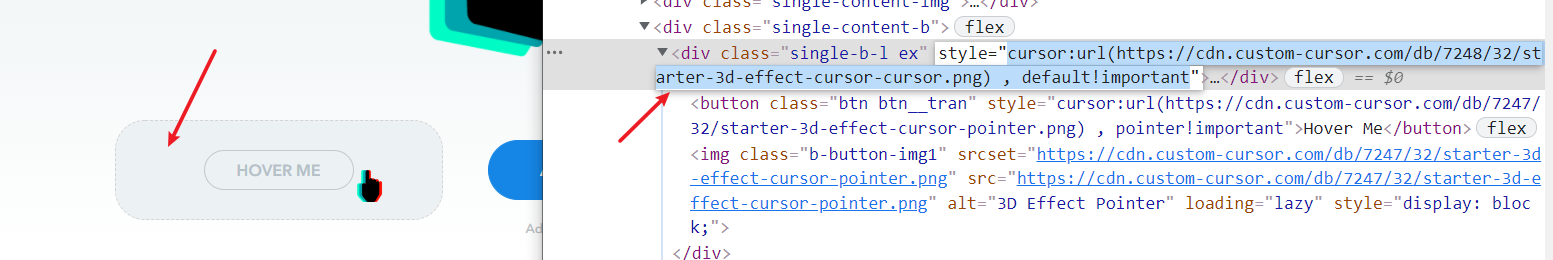 <div class="single-content-img">…</div>
<div class="single-content-b"> flex
<div class="single-b-l ex" style="cursor:url(https://cdn.custom-cursor.com/db/7248/32/st
arter-3d-effect-cursor-cursor.png) , default!important">…</div> flex == $0
<button class="btn btn__tran" style="cursor:url(https://cdn.custom-cursor.com/db/7247/
32/starter-3d-effect-cursor-pointer.png) , pointer!important">Hover Me</button> flex
<img class="b-button-img1" srcset="https://cdn.custom-cursor.com/db/7247/32/starter-3d
-effect-cursor-pointer.png" src="https://cdn.custom-cursor.com/db/7247/32/starter-3d-e
ffect-cursor-pointer.png" alt="3D Effect Pointer" loading="lazy" style="display: bloc
k;">
</div>
HOVER ME
Ad